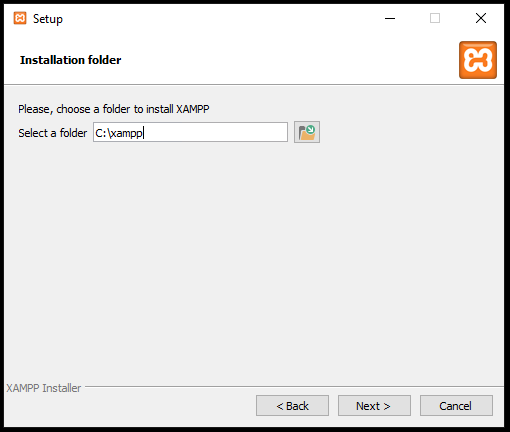 Setup
Installation folder
Please, choose a folder to install XAMPP
Select a folder C:\xampp
XAMPP Installer
< Back Next > Cancel